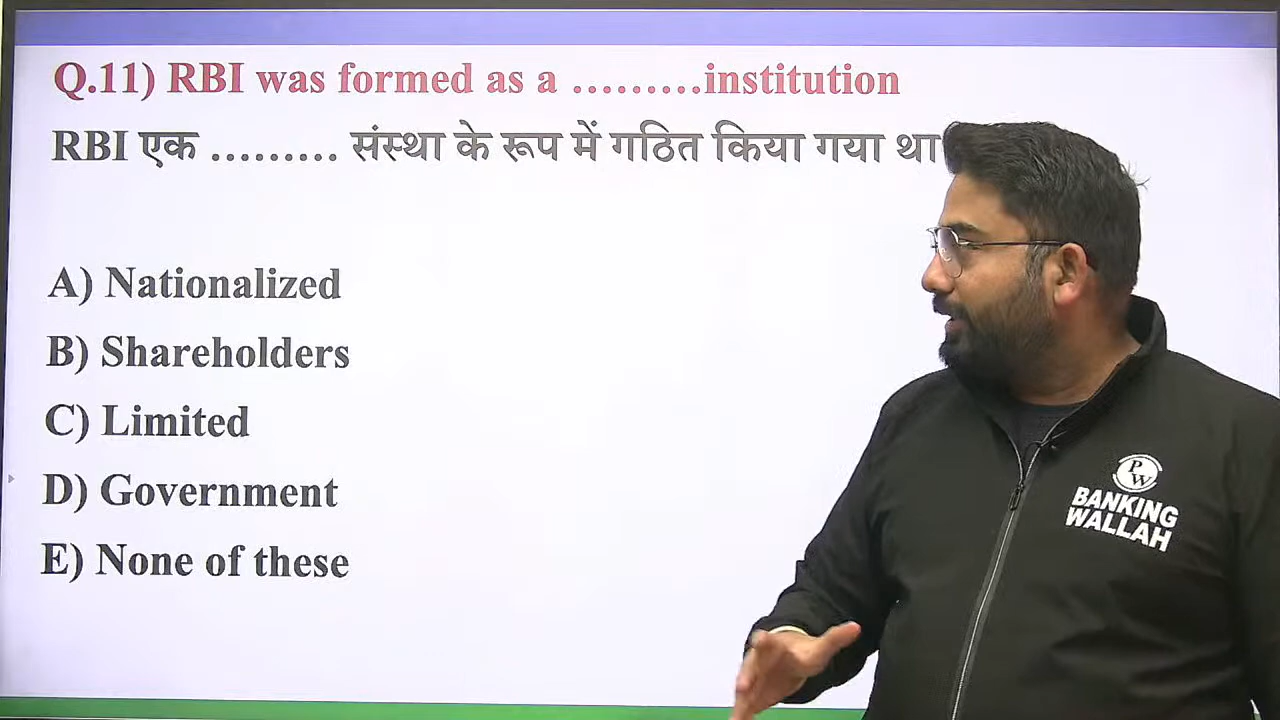 Q.11) RBI was formed as a .........institution
RBI एक ......... संस्था के रूप में गठित किया गया था
A) Nationalized
B) Shareholders
C) Limited
D) Government
E) None of these
PW
BANKING
WALLAH